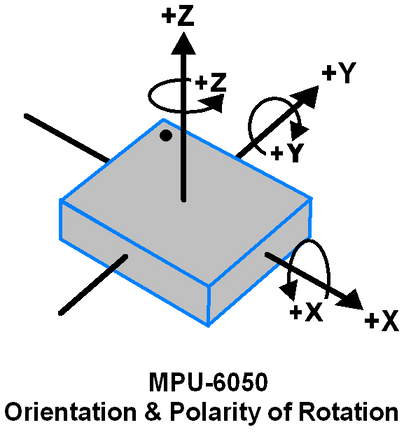 +Z
+Z
+Y
+Y
+X
+X
MPU-6050
Orientation & Polarity of Rotation